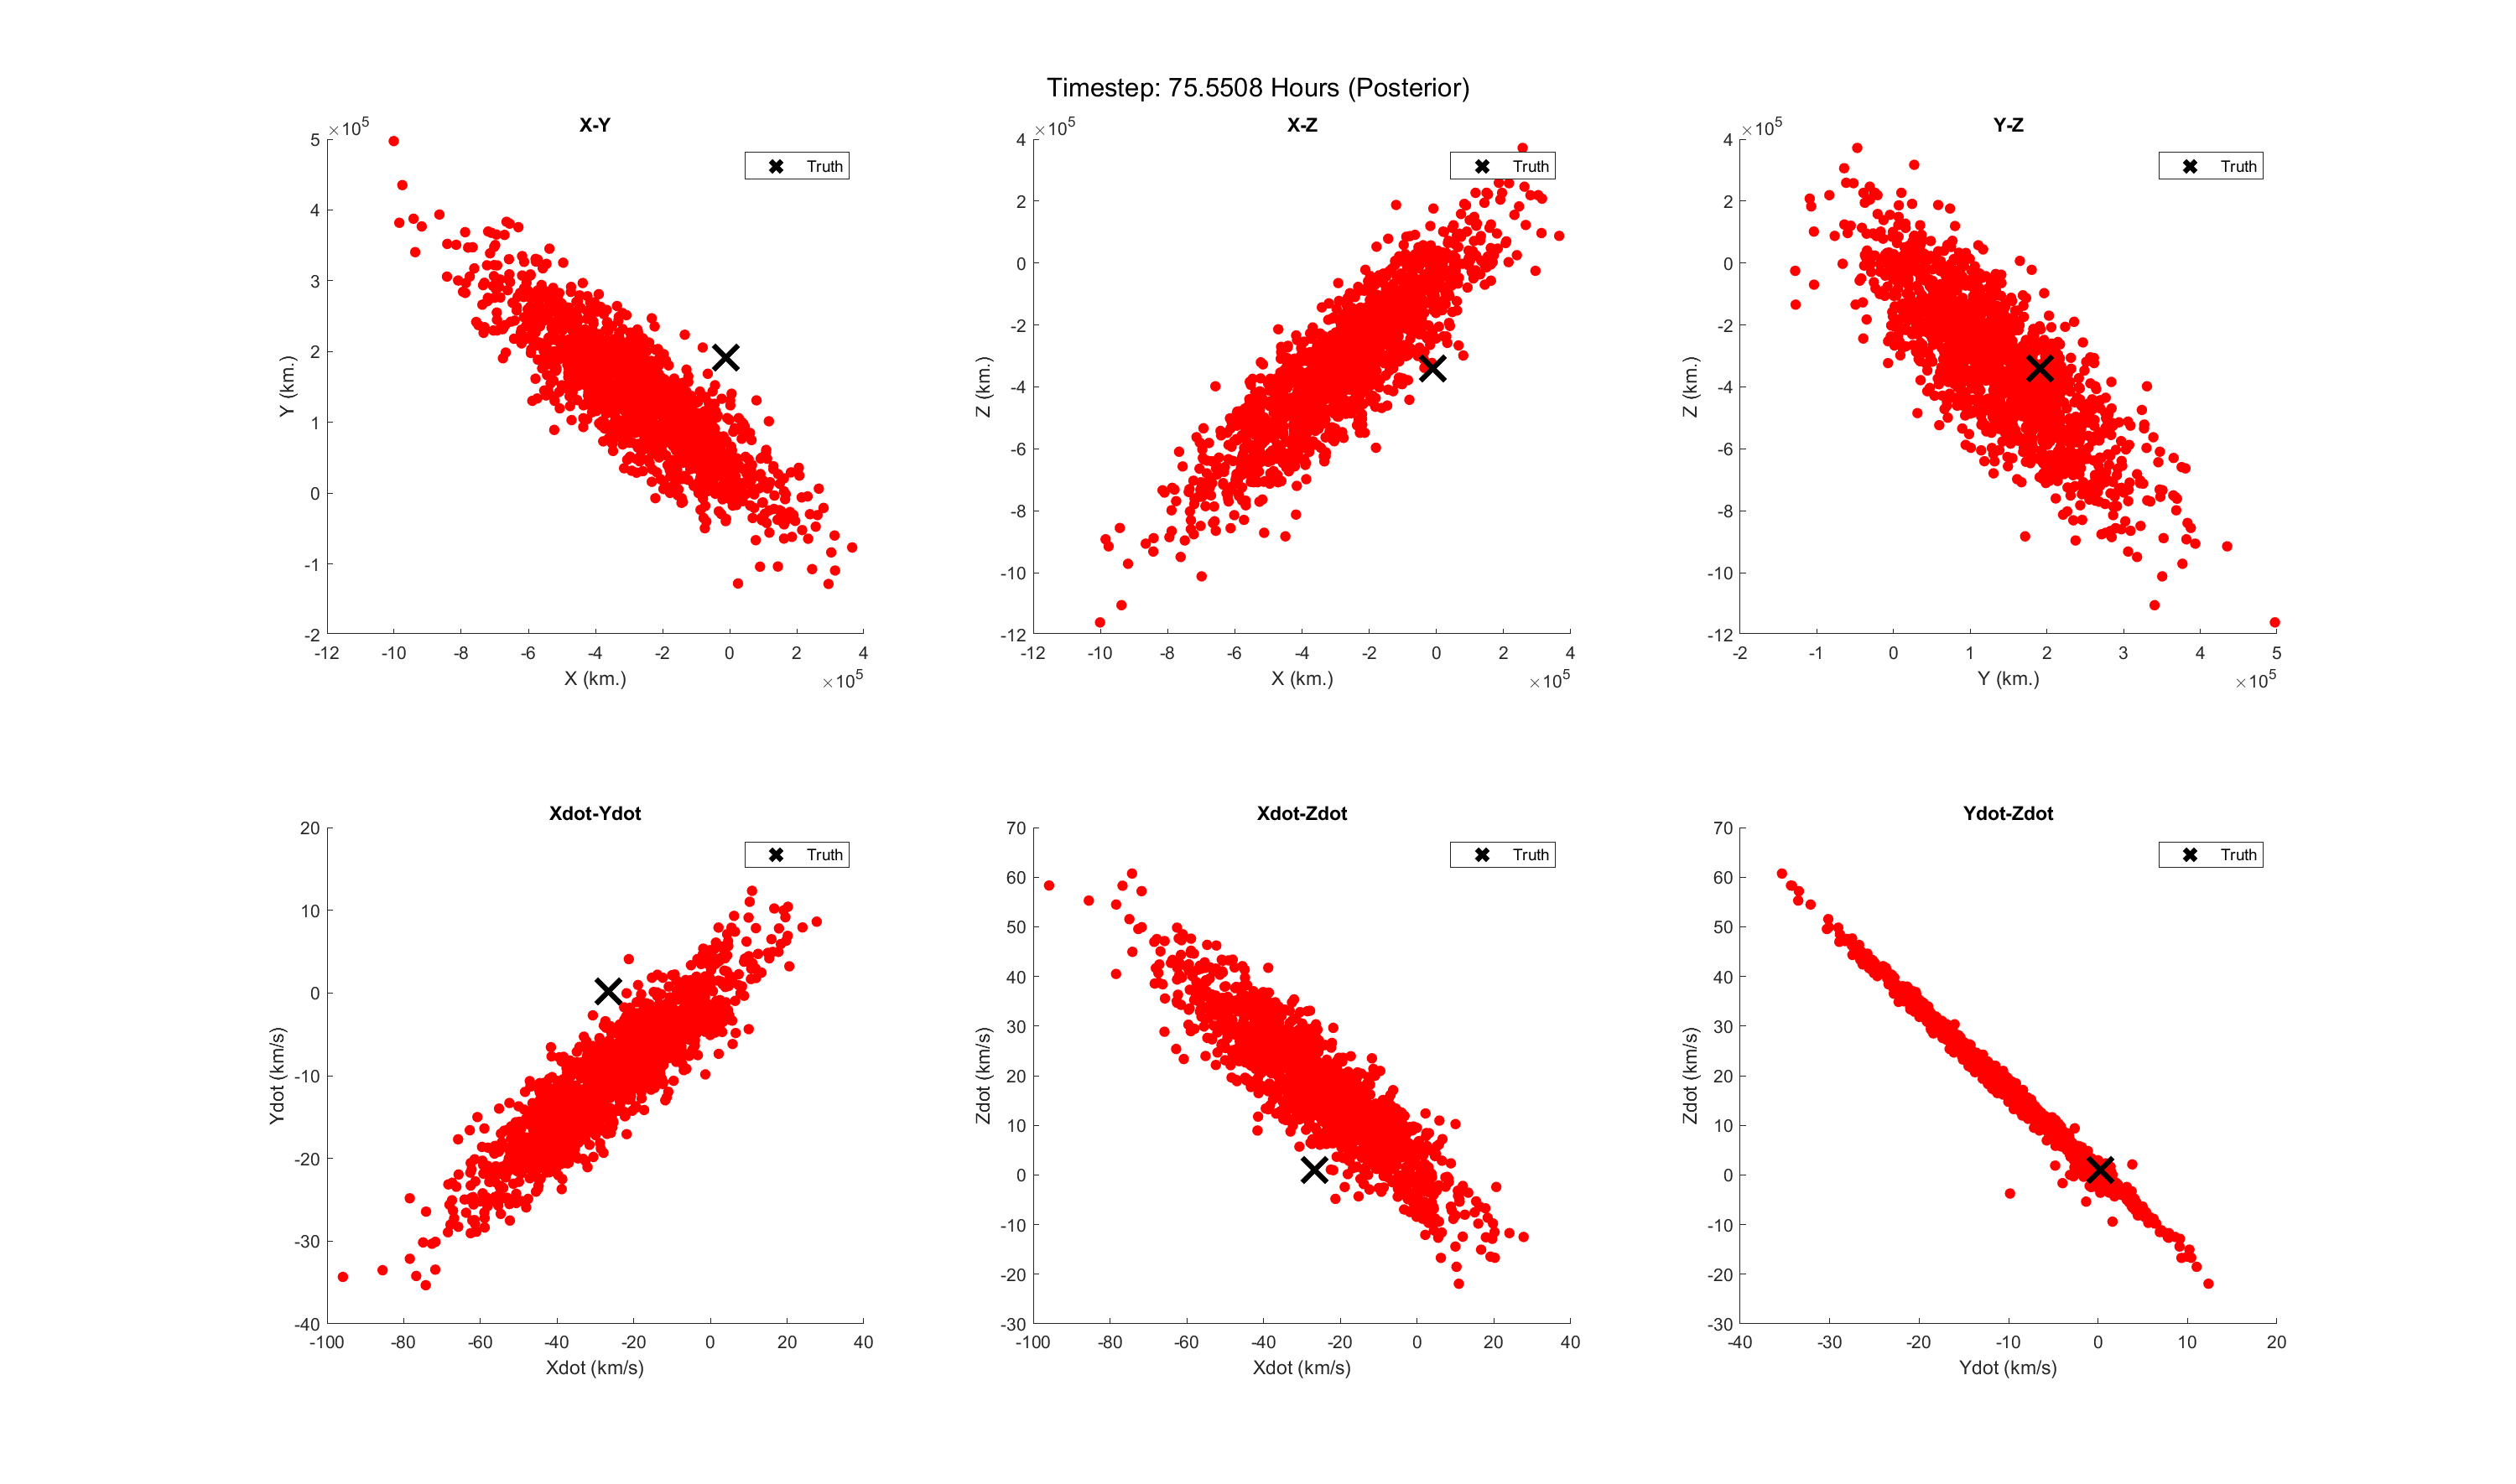 Timestep: 75.5508 Hours (Posterior)
X-Y
×10^5
5
4
3
2
1
0
-1
-2
Y (km.)
-12 -10 -8 -6 -4 -2 0 2 4
X (km.)
×10^5
Truth
X-Z
×10^5
4
2
0
-2
-4
-6
-8
-10
-12
Z (km.)
-12 -10 -8 -6 -4 -2 0 2 4
X (km.)
×10^5
Truth
Y-Z
×10^5
4
2
0
-2
-4
-6
-8
-10
-12
Z (km.)
-2 -1 0 1 2 3 4 5
Y (km.)
×10^5
Truth
Xdot-Ydot
20
10
0
-10
-20
-30
-40
Ydot (km/s)
-100 -80 -60 -40 -20 0 20 40
Xdot (km/s)
Truth
Xdot-Zdot
70
60
50
40
30
20
10
0
-10
-20
-30
Zdot (km/s)
-100 -80 -60 -40 -20 0 20 40
Xdot (km/s)
Truth
Ydot-Zdot
70
60
50
40
30
20
10
0
-10
-20
-30
Zdot (km/s)
-40 -30 -20 -10 0 10 20
Ydot (km/s)
Truth